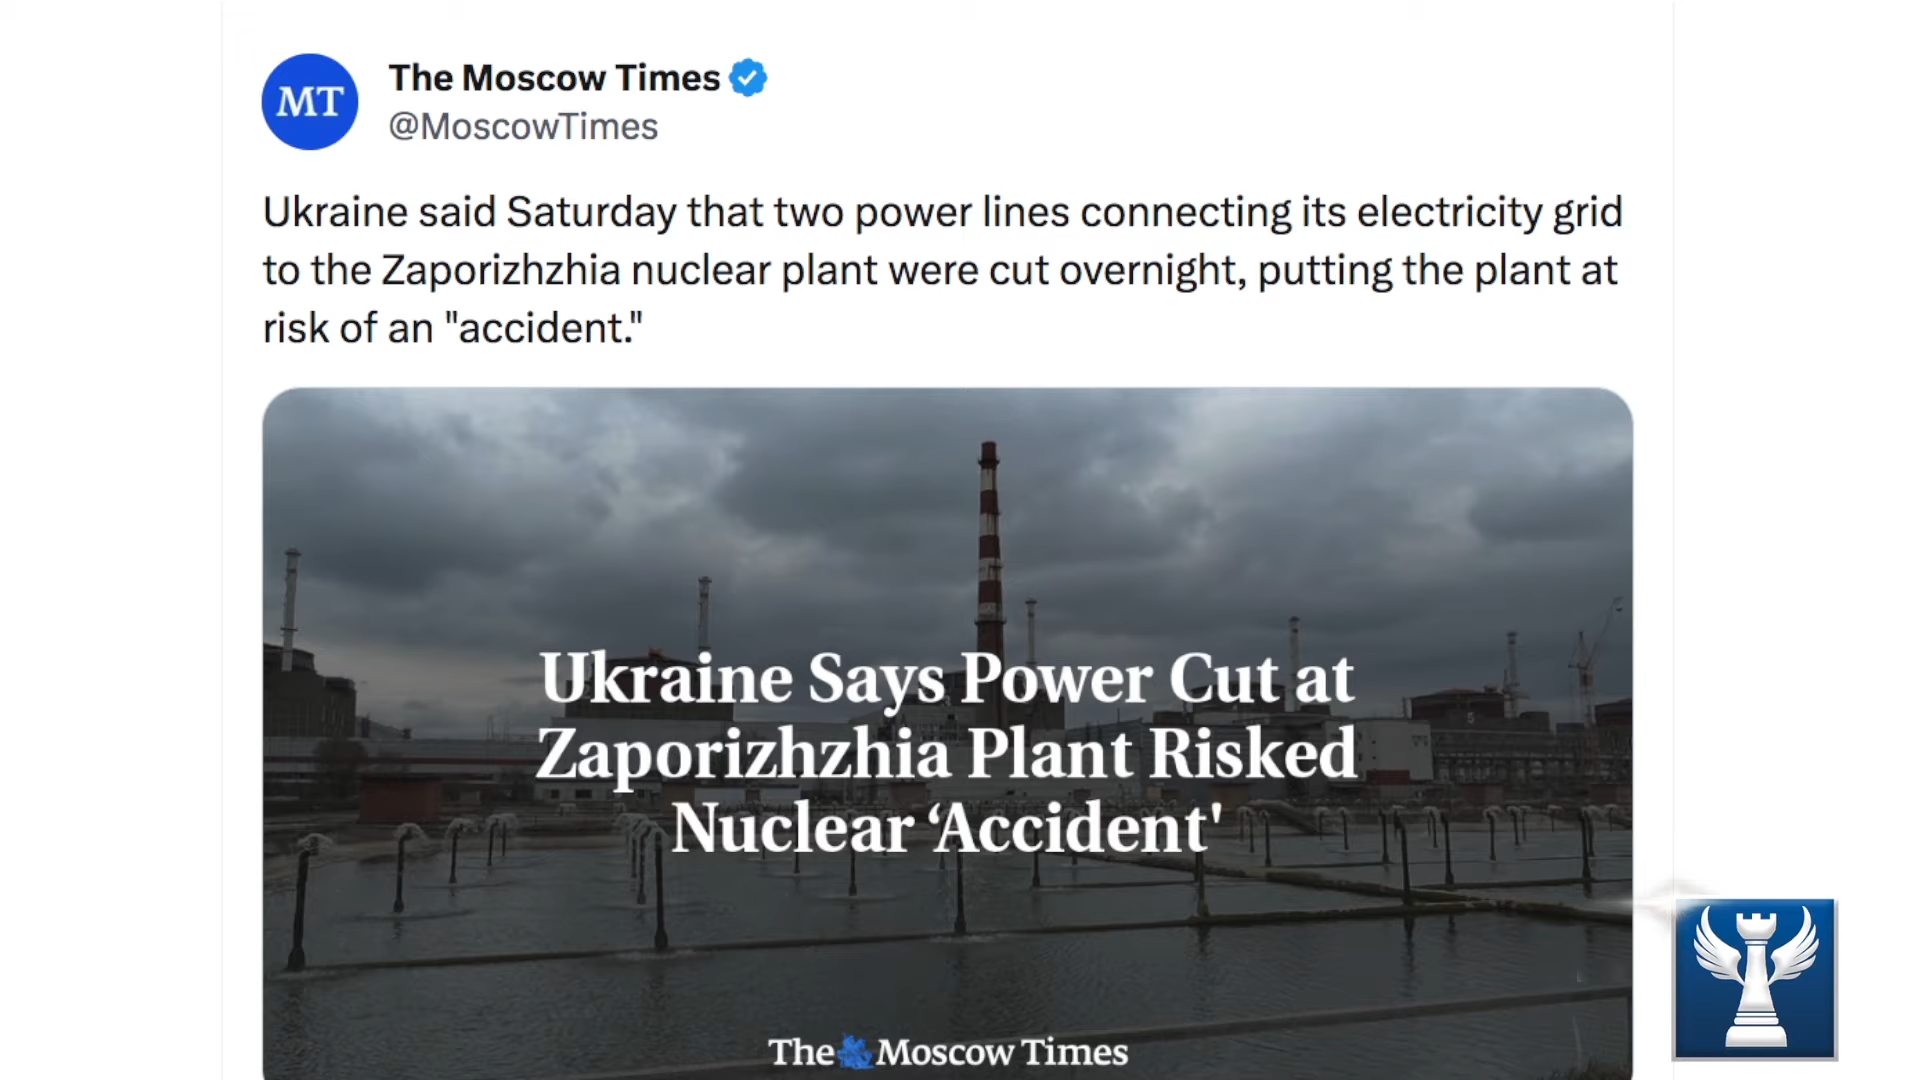 MT
The Moscow Times
@MoscowTimes
Ukraine said Saturday that two power lines connecting its electricity grid
to the Zaporizhzhia nuclear plant were cut overnight, putting the plant at
risk of an "accident."
5
Ukraine Says Power Cut at
Zaporizhzhia Plant Risked
Nuclear ‘Accident'
The Moscow Times